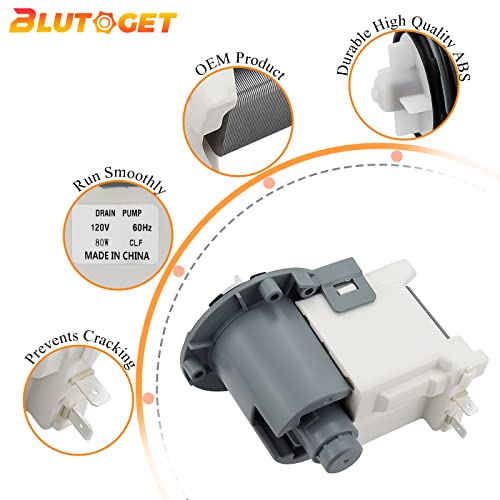 BLUTOGET
OEM Product
Durable High Quality ABS
Run Smoothly
DRAIN PUMP
120V 60Hz
80W CLF
MADE IN CHINA
Prevents Cracking